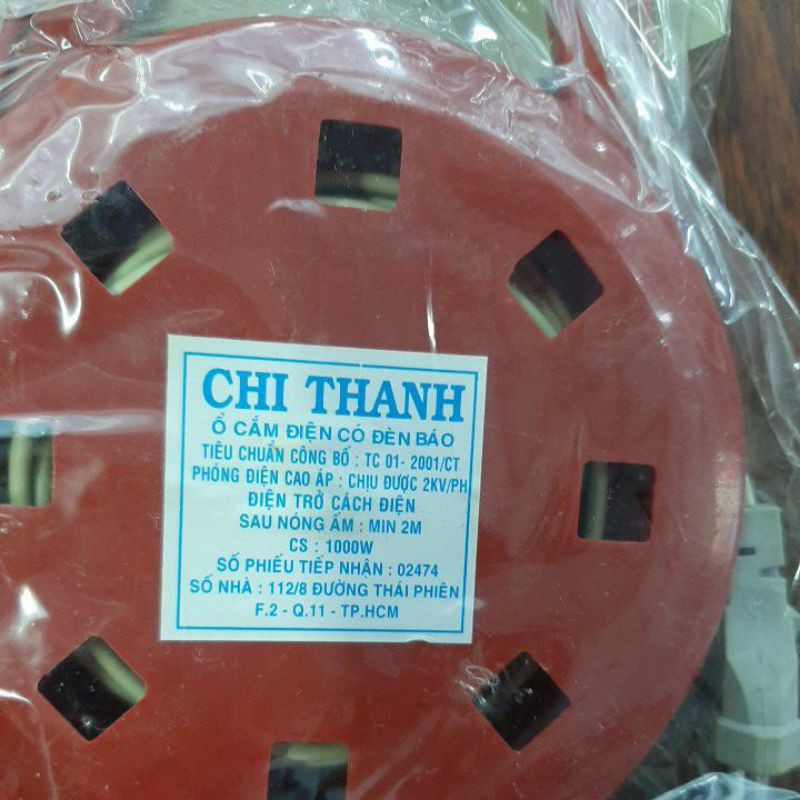 CHI THANH
Ổ CẮM ĐIỆN CÓ ĐÈN BÁO
TIÊU CHUẨN CÔNG BỐ : TC 01- 2001/CT
PHÓNG ĐIỆN CAO ÁP : CHỊU ĐƯỢC 2KV/PH
ĐIỆN TRỞ CÁCH ĐIỆN
SAU NÓNG ẨM : MIN 2M
CS : 1000W
SỐ PHIẾU TIẾP NHẬN : 02474
SỐ NHÀ : 112/8 ĐƯỜNG THÁI PHIÊN
F.2 - Q.11 - TP.HCM